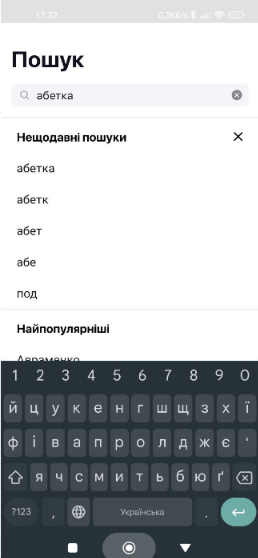 17:32
0,2Кб/с
Пошук
абетка
Нещодавні пошуки
абетка
абетк
абет
абе
под
Найпопулярніші
Авраменко
1 2 3 4 5 6 7 8 9 0
й ц у к е н г ш щ з х ї
ф і в а п р о л д ж є '
я ч с м и т ь б ю ґ
?123 , Українська .